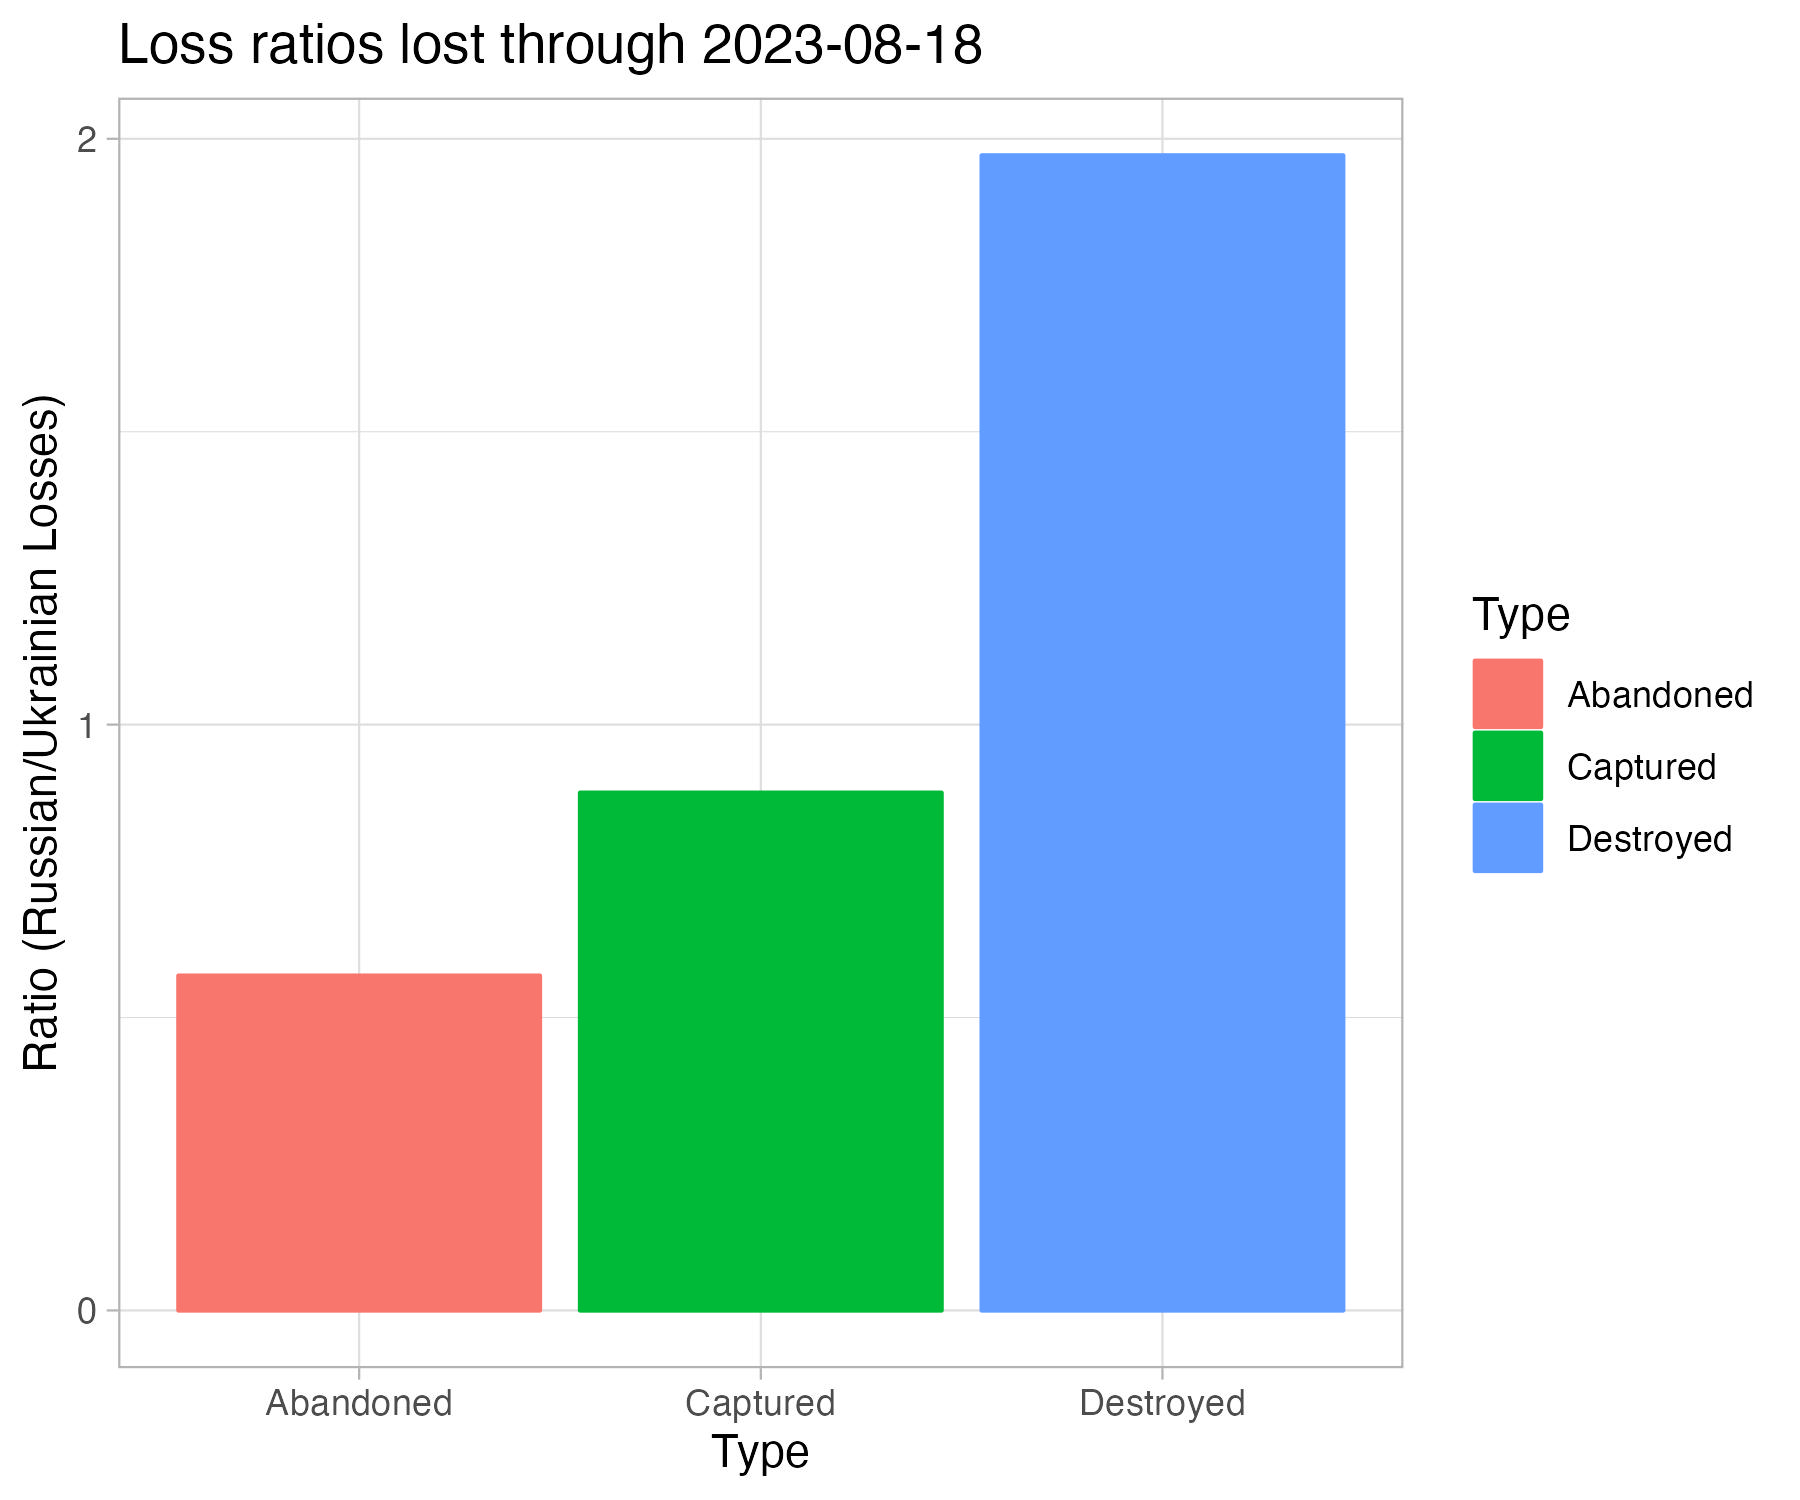 Loss ratios lost through 2023-08-18
Ratio (Russian/Ukrainian Losses)
2
1
0
Abandoned
Captured
Destroyed
Type
Type
Abandoned
Captured
Destroyed